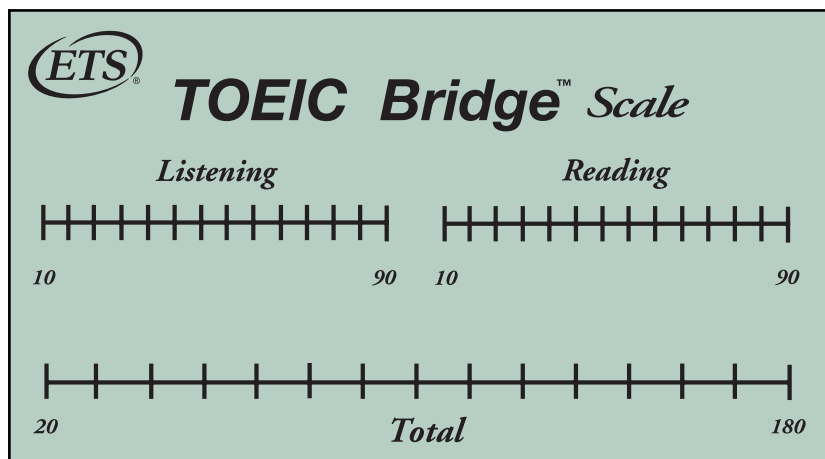 ETS®
TOEIC Bridge™ Scale
Listening Reading
10 90 10 90
20 Total 180